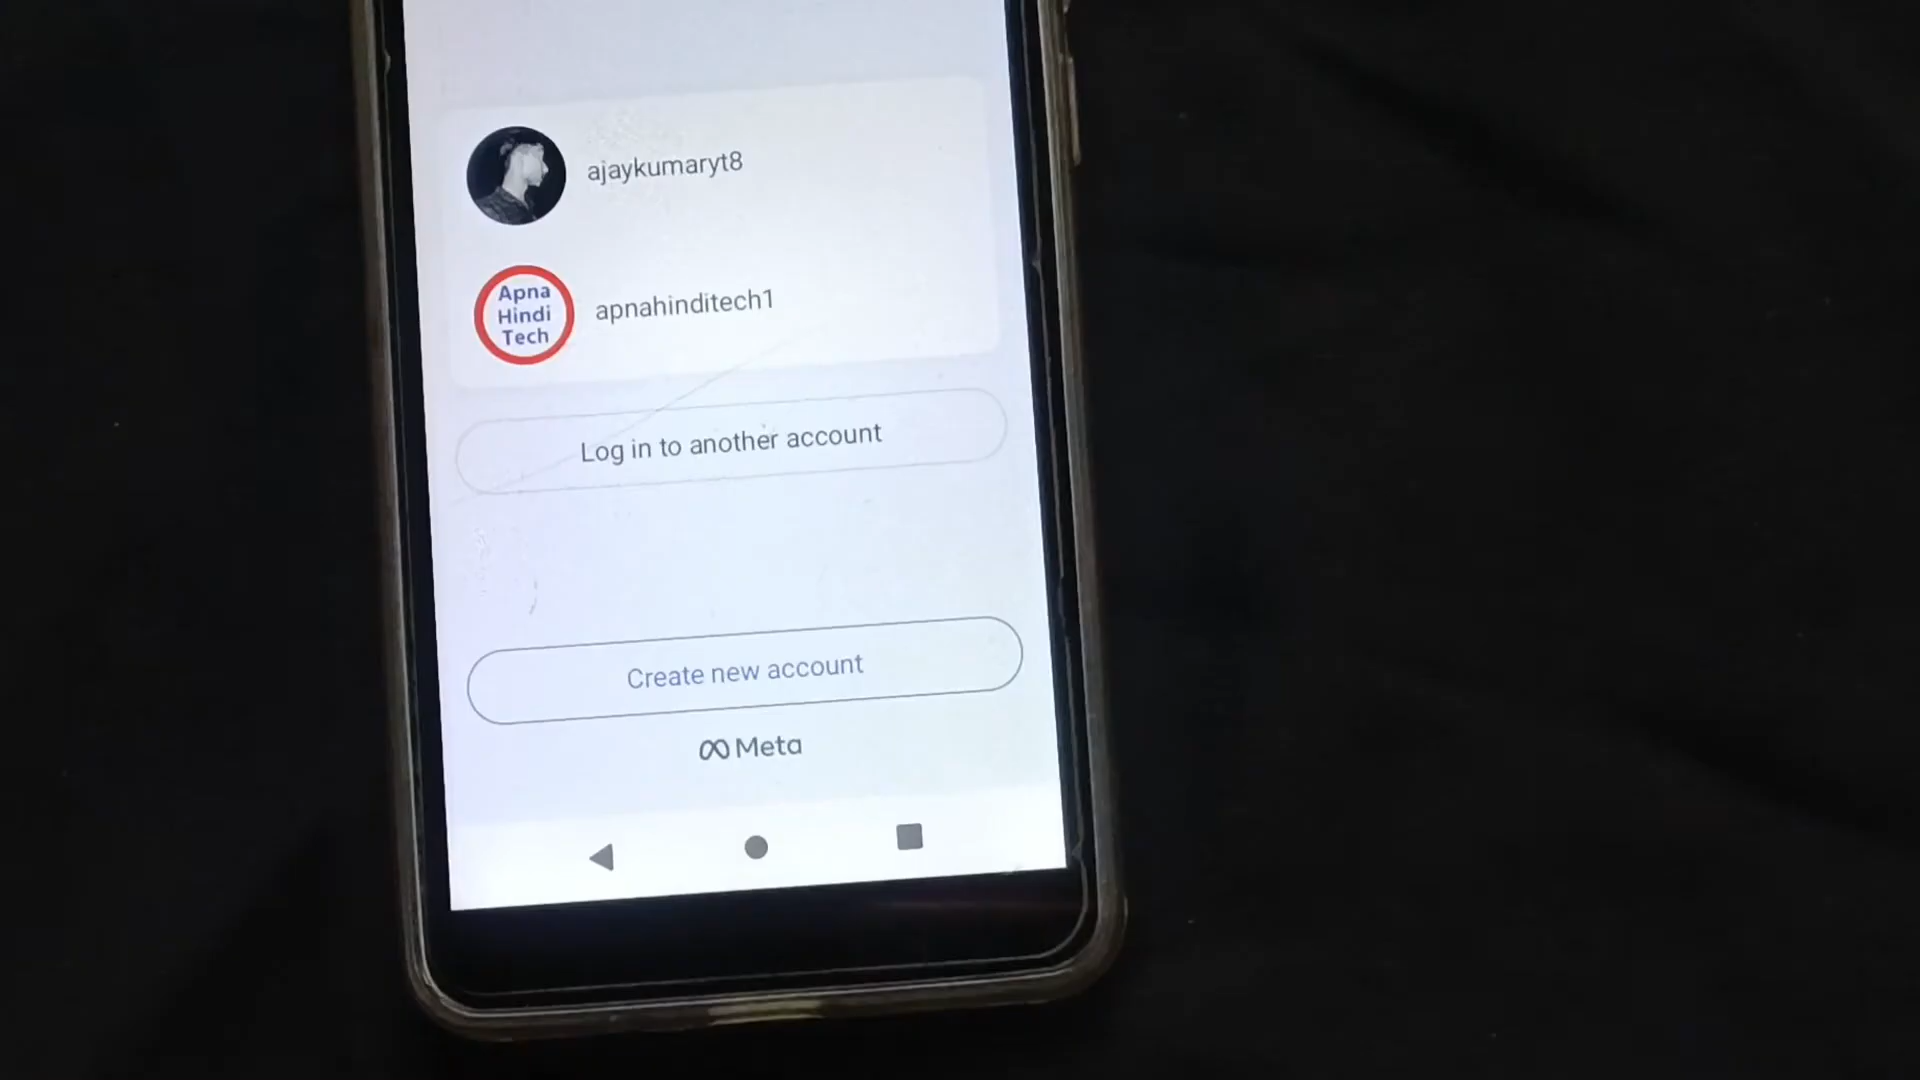 ajaykumaryt8
Apna
Hindi
Tech
apnahinditech1
Log in to another account
Create new account
Meta